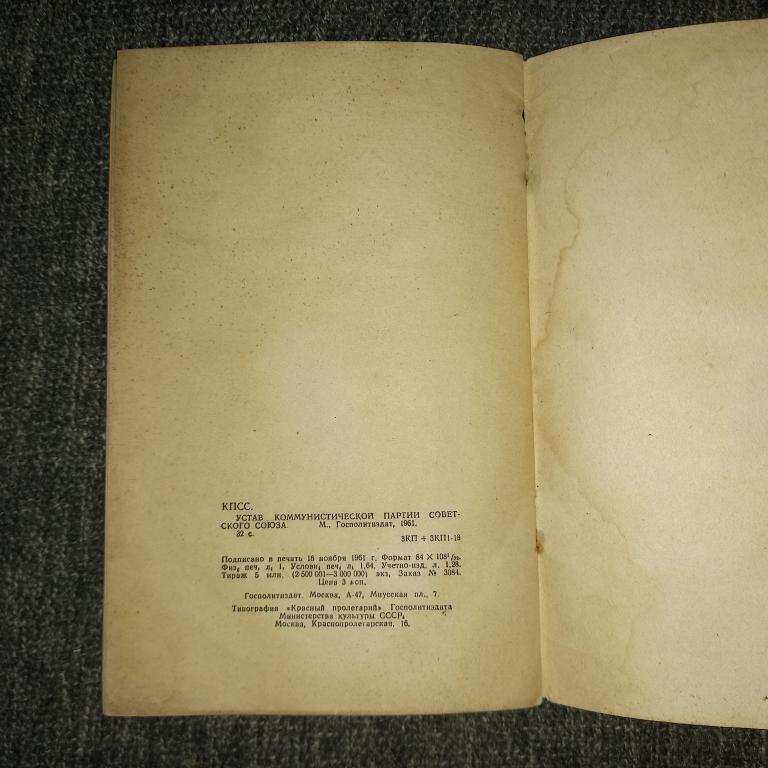 КПСС.
УСТАВ КОММУНИСТИЧЕСКОЙ ПАРТИИ СОВЕТ-
СКОГО СОЮЗА. М., Госполитиздат, 1961.
32 с.
3КП + 3КП1-18
Подписано в печать 16 ноября 1961 г. Формат 84 × 108¹/₃₂.
Физ. печ. л. 1. Условн. печ. л. 1,64. Учетно-изд. л. 1,28.
Тираж 5 млн. (2 500 001—3 000 000) экз. Заказ № 3084.
Цена 3 коп.
Госполитиздат. Москва, А-47, Миусская пл., 7.
Типография «Красный пролетарий» Госполитиздата
Министерства культуры СССР.
Москва, Краснопролетарская, 16.